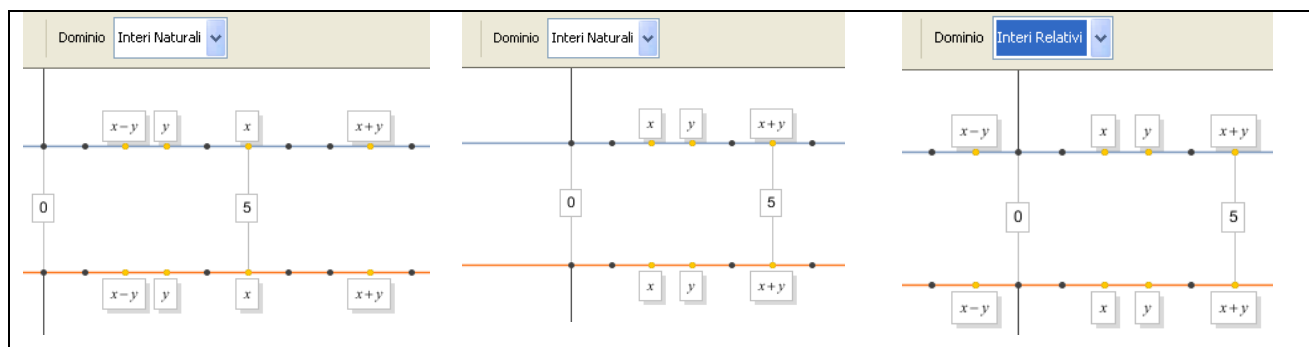 Dominio Interi Naturali
x−y y x x+y
0 5
x−y y x x+y
Dominio Interi Naturali
x y x+y
0 5
x y x+y
Dominio Interi Relativi
x−y x y x+y
0 5
x−y x y x+y